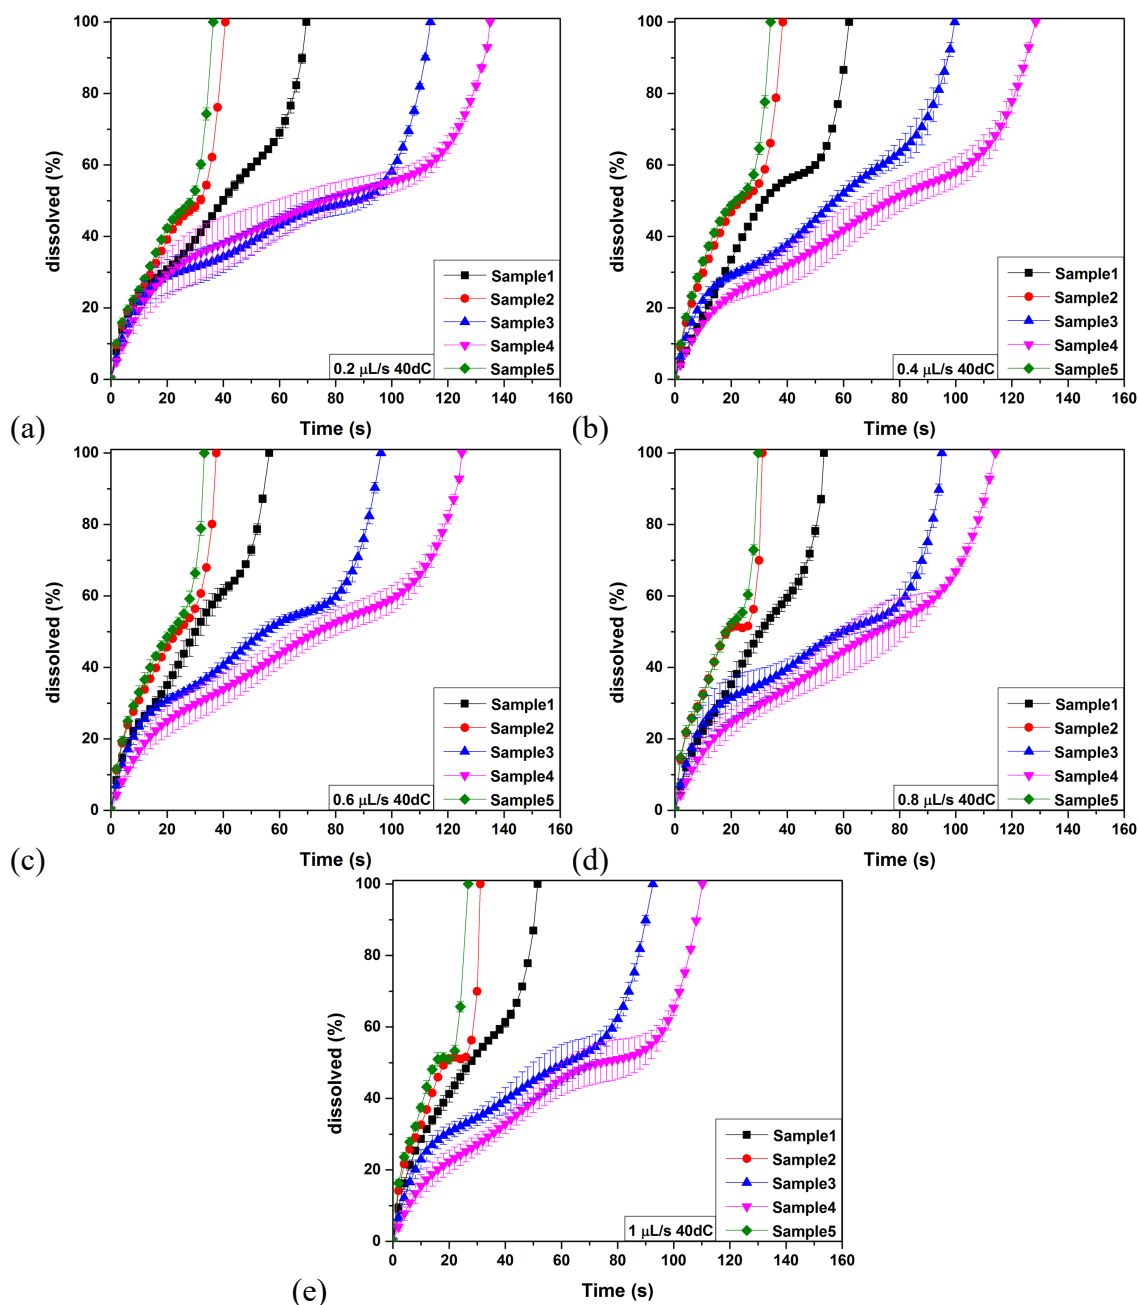 dissolved (%)
100
80
60
40
20
0
Sample1
Sample2
Sample3
Sample4
Sample5
0.2 μL/s 40dC
0 20 40 60 80 100 120 140 160
Time (s)
(a)
dissolved (%)
100
80
60
40
20
0
Sample1
Sample2
Sample3
Sample4
Sample5
0.4 μL/s 40dC
0 20 40 60 80 100 120 140 160
Time (s)
(b)
dissolved (%)
100
80
60
40
20
0
Sample1
Sample2
Sample3
Sample4
Sample5
0.6 μL/s 40dC
0 20 40 60 80 100 120 140 160
Time (s)
(c)
dissolved (%)
100
80
60
40
20
0
Sample1
Sample2
Sample3
Sample4
Sample5
0.8 μL/s 40dC
0 20 40 60 80 100 120 140 160
Time (s)
(d)
dissolved (%)
100
80
60
40
20
0
Sample1
Sample2
Sample3
Sample4
Sample5
1 μL/s 40dC
0 20 40 60 80 100 120 140 160
Time (s)
(e)